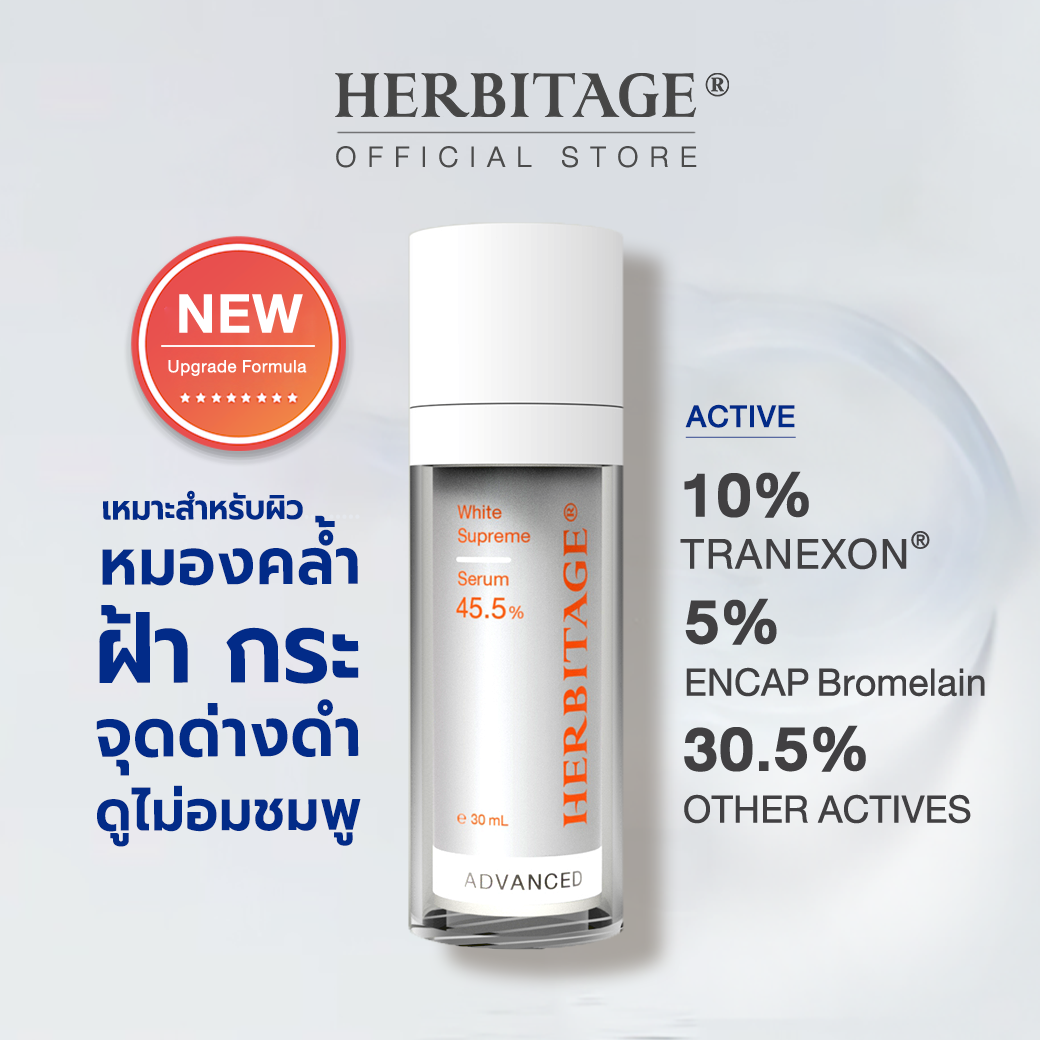 HERBITAGE®
OFFICIAL STORE
NEW
Upgrade Formula
เหมาะสำหรับผิว
หมองคล้ำ
ฝ้า กระ
จุดด่างดำ
ดูไม่อมชมพู
White
Supreme
Serum
45.5%
HERBITAGE®
e 30 mL
ADVANCED
ACTIVE
10%
TRANEXON®
5%
ENCAP Bromelain
30.5%
OTHER ACTIVES